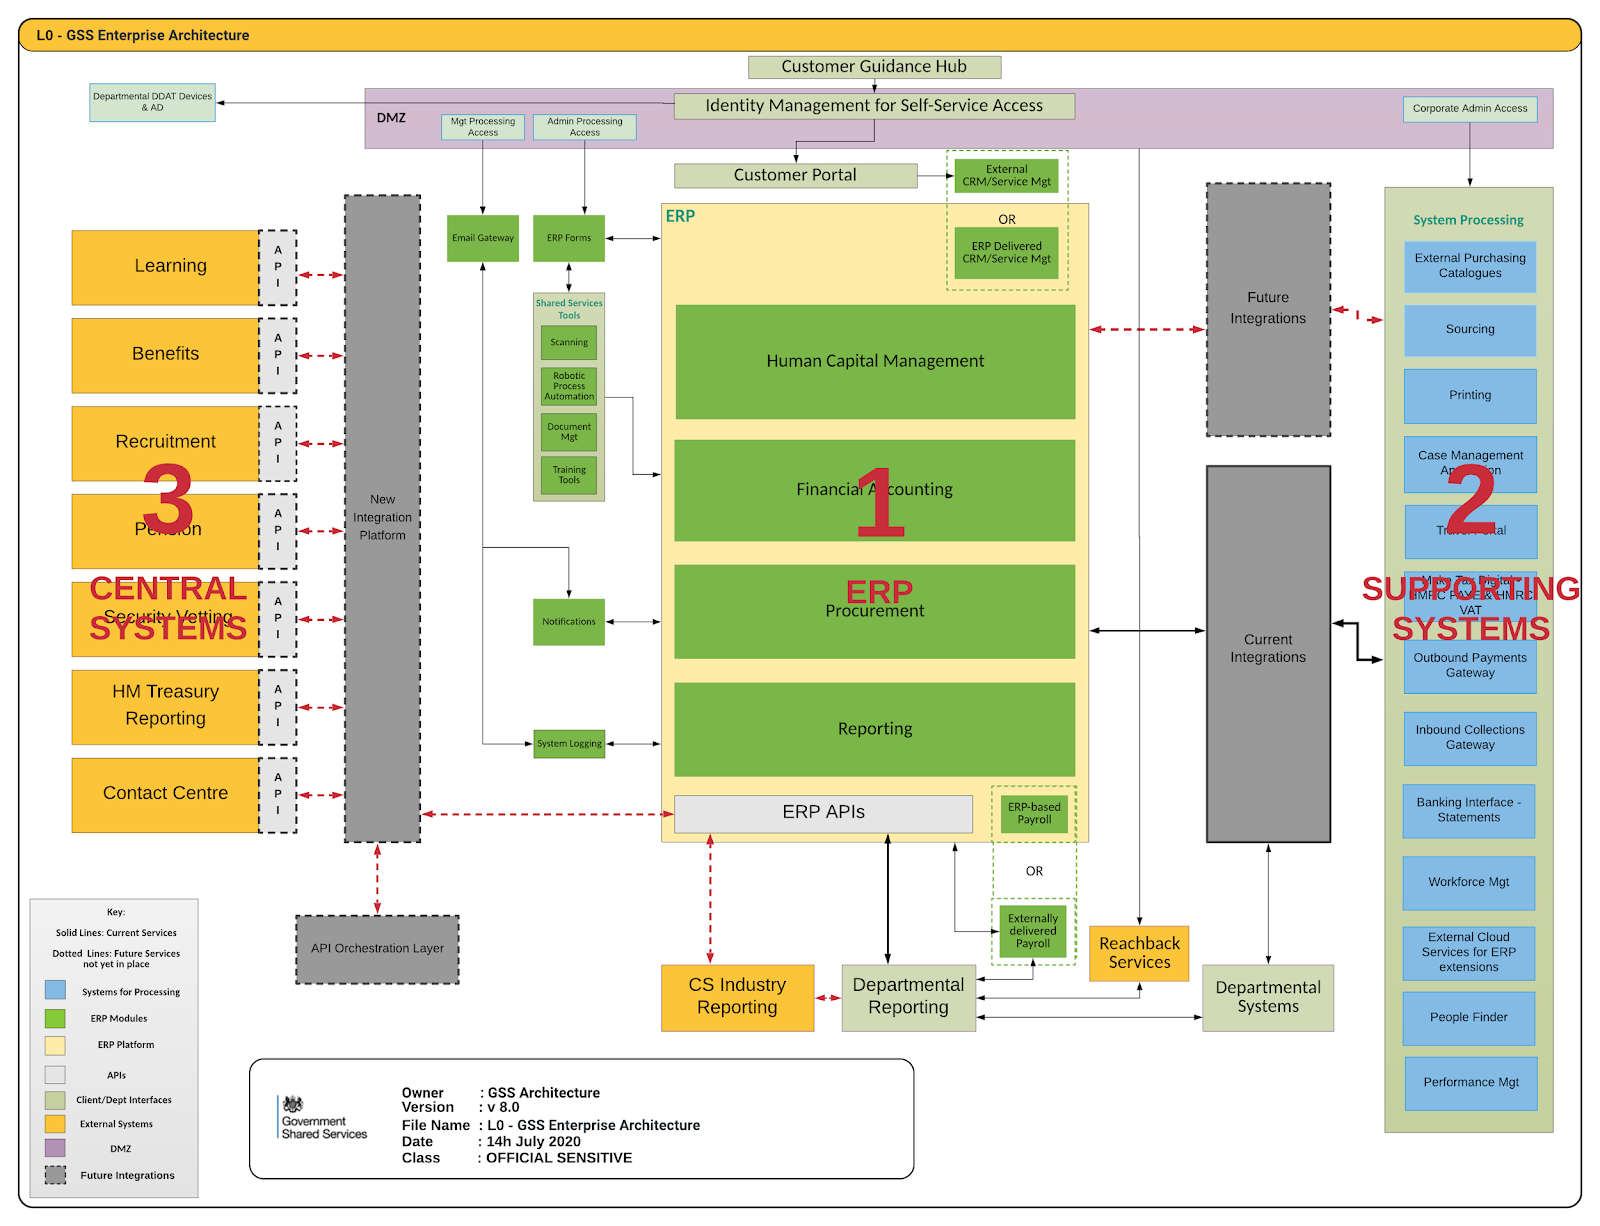 L0 - GSS Enterprise Architecture
Customer Guidance Hub
Departmental DDAT Devices
& AD
DMZ
Identity Management for Self-Service Access
Mgt Processing
Access
Admin Processing
Access
Corporate Admin Access
Customer Portal
External
CRM/Service Mgt
OR
ERP Delivered
CRM/Service Mgt
ERP
Email Gateway
ERP Forms
Shared Services
Tools
Scanning
Robotic
Process
Automation
Document
Mgt
Training
Tools
Notifications
System Logging
Learning
A
P
I
Benefits
A
P
I
Recruitment
A
P
I
Pension
A
P
I
Security Vetting
A
P
I
HM Treasury
Reporting
A
P
I
Contact Centre
A
P
I
3
CENTRAL
SYSTEMS
New
Integration
Platform
API Orchestration Layer
Human Capital Management
Financial Accounting
1
ERP
Procurement
Reporting
ERP APIs
ERP-based
Payroll
OR
Externally
delivered
Payroll
Future
Integrations
Current
Integrations
System Processing
External Purchasing
Catalogues
Sourcing
Printing
Case Management
Application
Travel Portal
2
SUPPORTING
SYSTEMS
Make Tax Digital -
HMRC PAYE & HMRC
VAT
Outbound Payments
Gateway
Inbound Collections
Gateway
Banking Interface -
Statements
Workforce Mgt
External Cloud
Services for ERP
extensions
People Finder
Performance Mgt
CS Industry
Reporting
Departmental
Reporting
Reachback
Services
Departmental
Systems
Key:
Solid Lines: Current Services
Dotted Lines: Future Services
not yet in place
Systems for Processing
ERP Modules
ERP Platform
APIs
Client/Dept Interfaces
External Systems
DMZ
Future Integrations
Government
Shared Services
Owner : GSS Architecture
Version : v 8.0
File Name : L0 - GSS Enterprise Architecture
Date : 14h July 2020
Class : OFFICIAL SENSITIVE